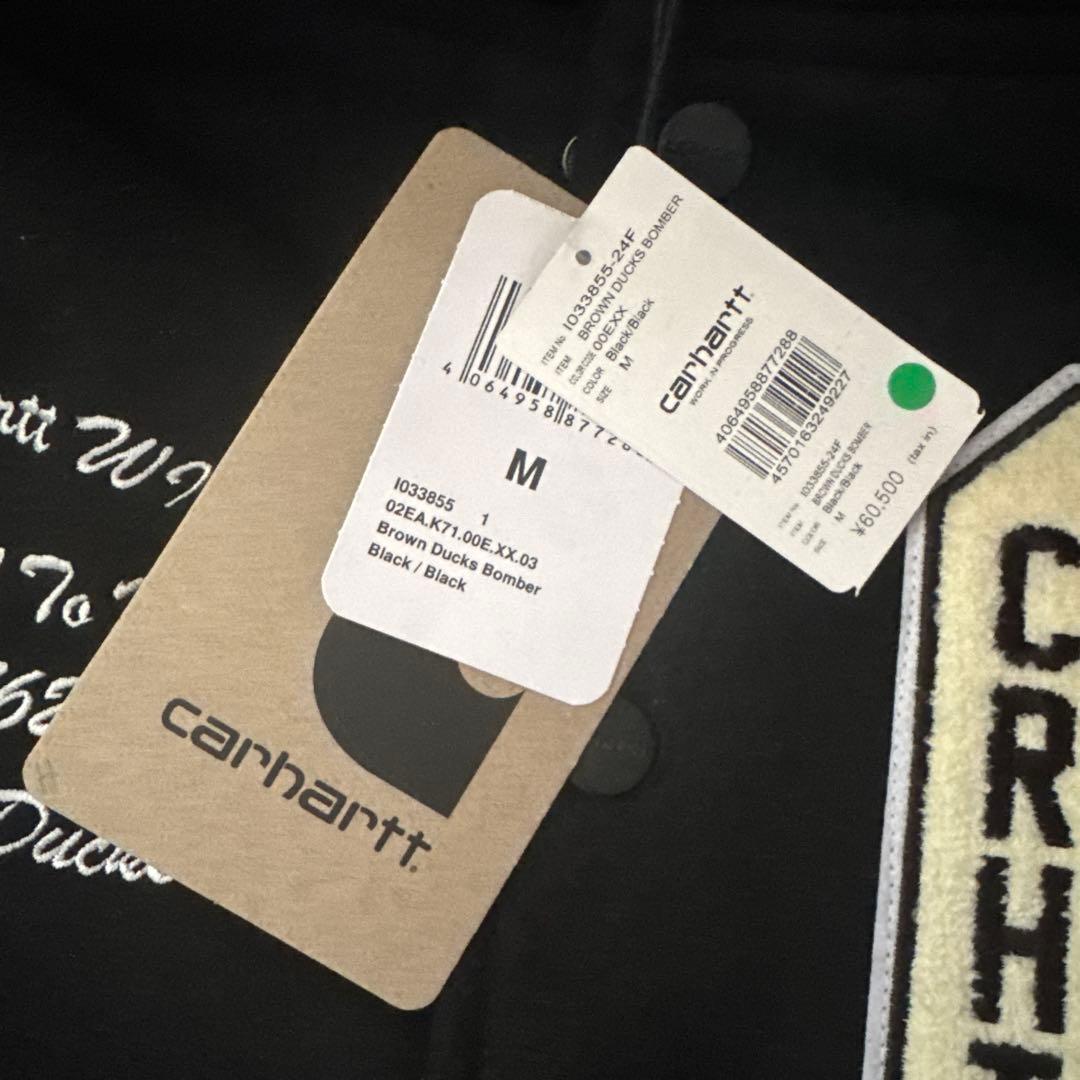 ITEM No I033855-24F
ITEM BROWN DUCKS BOMBER
COLOR CODE 00EXX
COLOR Black/Black
SIZE M
carhartt.
WORK IN PROGRESS
4064958877288
4570163249227
ITEM No I033855-24F
ITEM BROWN DUCKS BOMBER
COLOR Black/Black
SIZE M
¥60,500 (tax in)
4 064958 877
M
I033855 1
02EA.K71.00E.XX.03
Brown Ducks Bomber
Black / Black
carhartt.
To
C
R
H